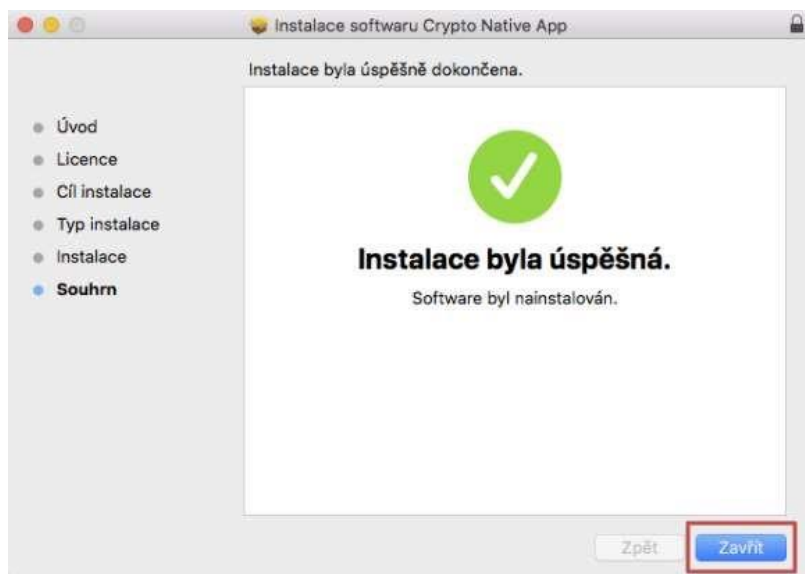 Instalace softwaru Crypto Native App
Instalace byla úspěšně dokončena.
Úvod
Licence
Cíl instalace
Typ instalace
Instalace
Souhrn
Instalace byla úspěšná.
Software byl nainstalován.
Zpět
Zavřít